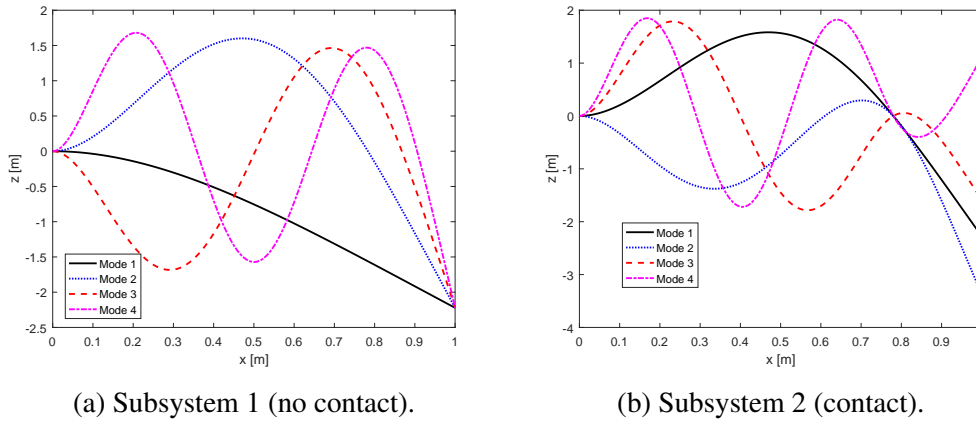 2
1.5
1
0.5
0
-0.5
-1
-1.5
-2
-2.5
z [m]
Mode 1
Mode 2
Mode 3
Mode 4
0 0.1 0.2 0.3 0.4 0.5 0.6 0.7 0.8 0.9 1
x [m]
(a) Subsystem 1 (no contact).
2
1
0
-1
-2
-3
-4
z [m]
Mode 1
Mode 2
Mode 3
Mode 4
0 0.1 0.2 0.3 0.4 0.5 0.6 0.7 0.8 0.9
x [m]
(b) Subsystem 2 (contact).